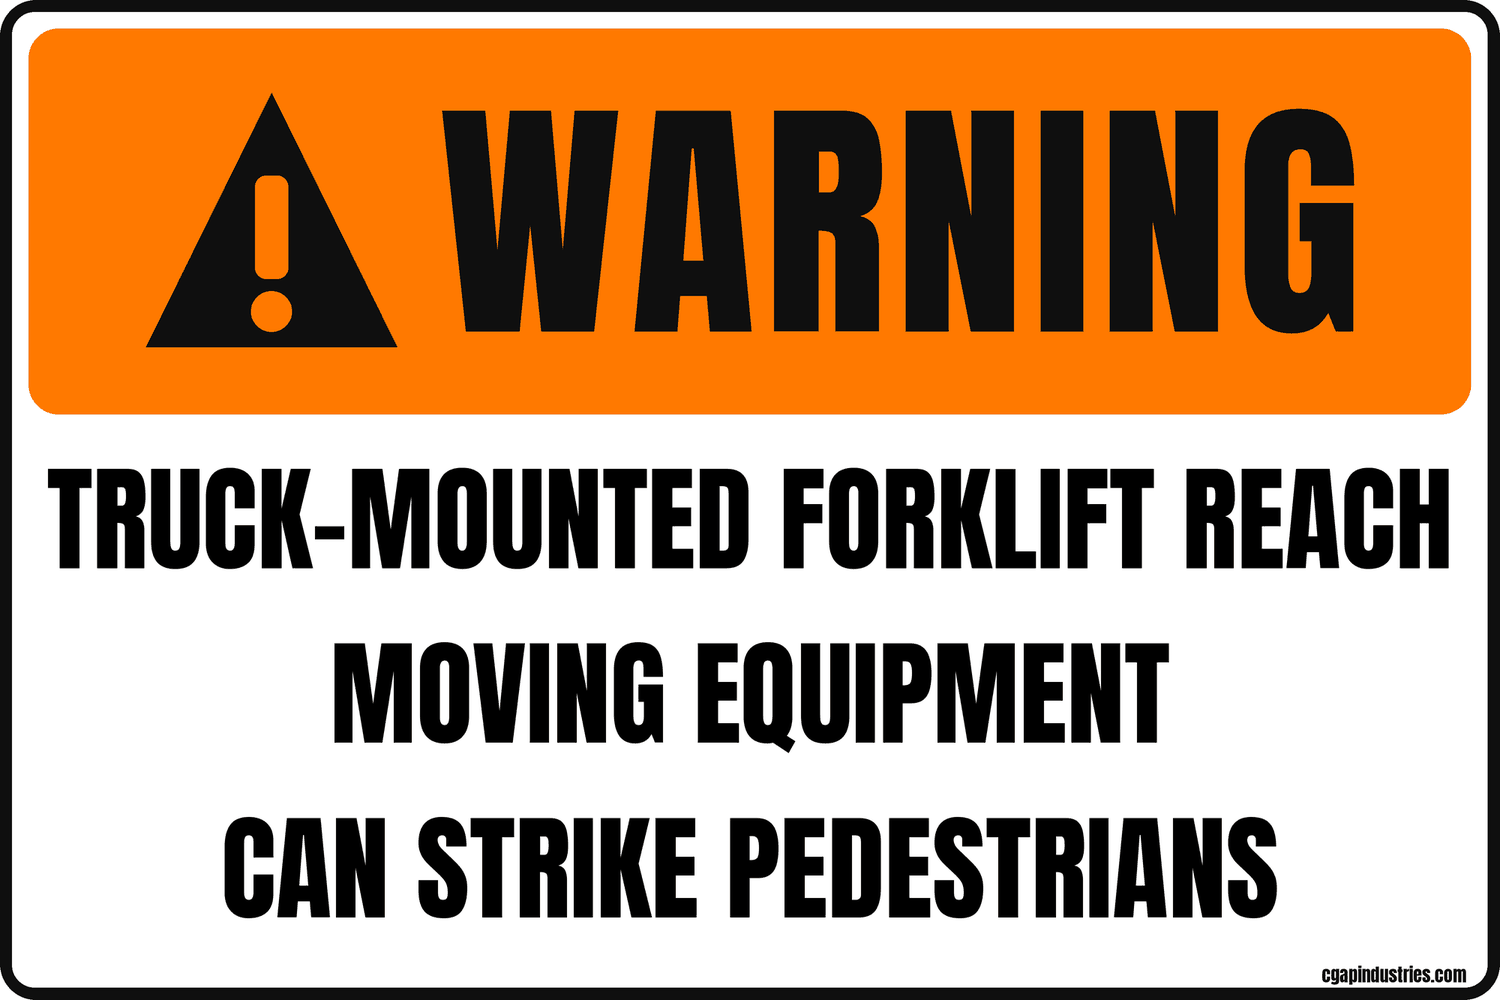 WARNING
TRUCK-MOUNTED FORKLIFT REACH
MOVING EQUIPMENT
CAN STRIKE PEDESTRIANS
cgapindustries.com